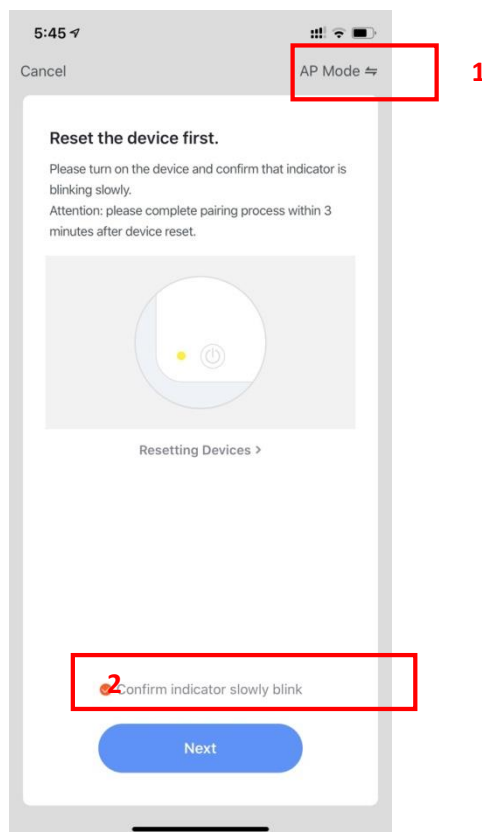 5:45
Cancel
AP Mode ⇋
1
Reset the device first.
Please turn on the device and confirm that indicator is
blinking slowly.
Attention: please complete pairing process within 3
minutes after device reset.
Resetting Devices >
2
Confirm indicator slowly blink
Next